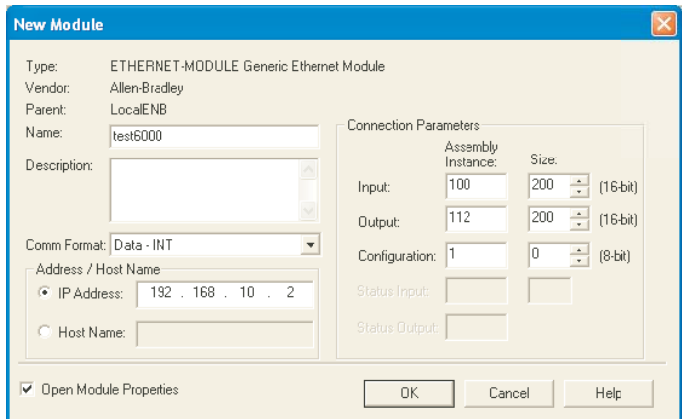 New Module
Type: ETHERNET-MODULE Generic Ethernet Module
Vendor: Allen-Bradley
Parent: LocalENB
Name: test6000
Description:
Comm Format: Data - INT
Address / Host Name
IP Address: 192 . 168 . 10 . 2
Host Name:
Connection Parameters
Assembly
Instance: Size:
Input: 100 200 (16-bit)
Output: 112 200 (16-bit)
Configuration: 1 0 (8-bit)
Status Input:
Status Output:
Open Module Properties
OK Cancel Help